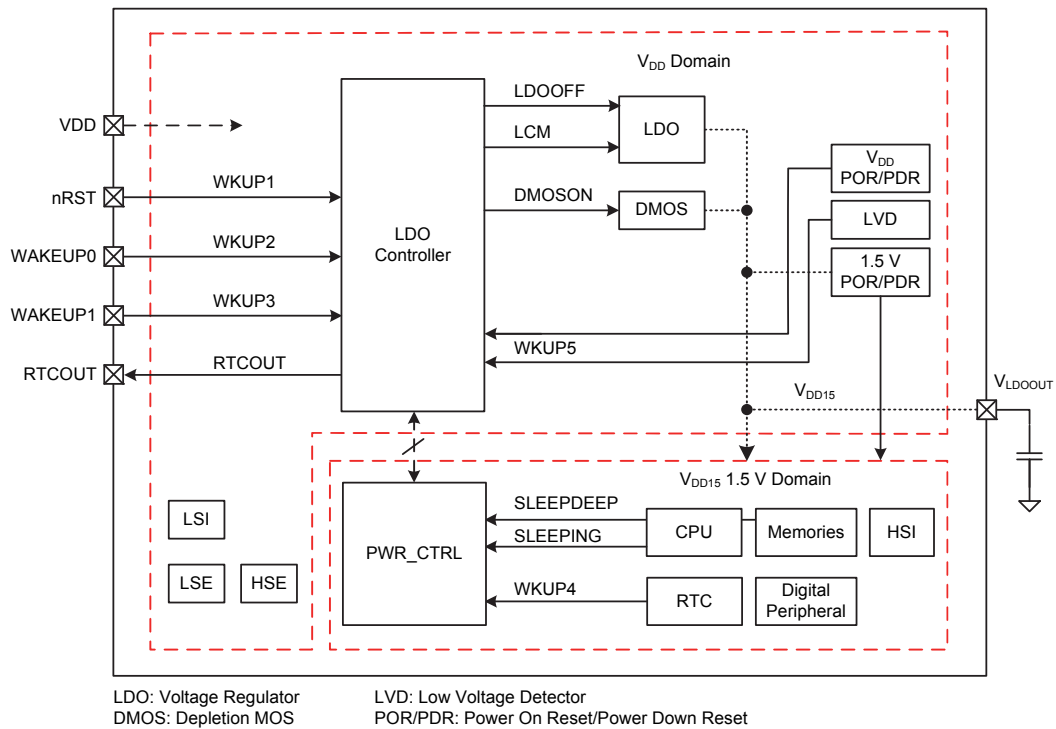 VDD Domain
LDOOFF
LDO
LCM
VDD
VDD
POR/PDR
nRST
WKUP1
DMOSON
DMOS
LVD
LDO
Controller
WAKEUP0
WKUP2
1.5 V
POR/PDR
WAKEUP1
WKUP3
WKUP5
RTCOUT
RTCOUT
VDD15
VLDOOUT
VDD15 1.5 V Domain
LSI
SLEEPDEEP
CPU
Memories
HSI
SLEEPING
PWR_CTRL
LSE
HSE
WKUP4
RTC
Digital
Peripheral
LDO: Voltage Regulator
LVD: Low Voltage Detector
DMOS: Depletion MOS
POR/PDR: Power On Reset/Power Down Reset